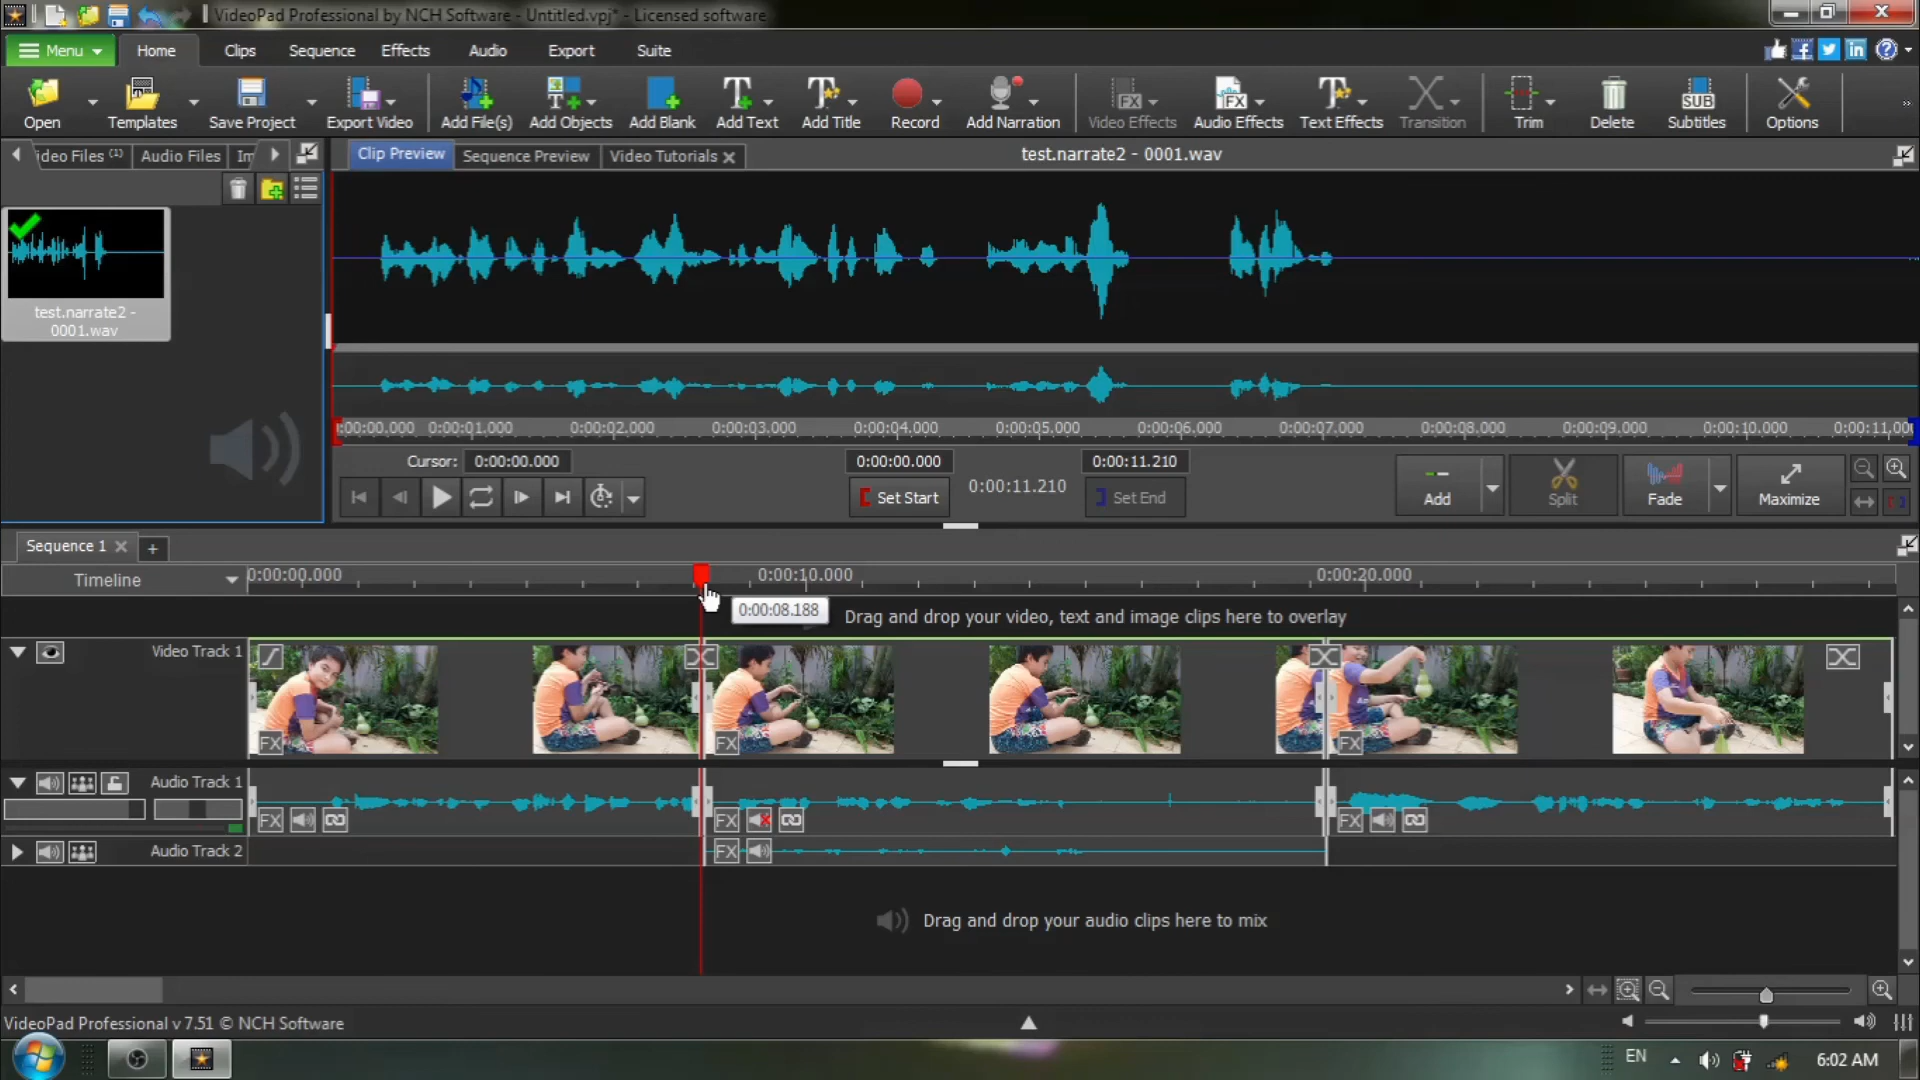 VideoPad Professional by NCH Software - Untitled.vpj* - Licensed software
Menu Home Clips Sequence Effects Audio Export Suite
Open Templates Save Project Export Video Add File(s) Add Objects Add Blank Add Text Add Title Record Add Narration Video Effects Audio Effects Text Effects Transition Trim Delete Subtitles Options
SUB
FX FX
ideo Files (1) Audio Files Im
Clip Preview Sequence Preview Video Tutorials
test.narrate2 - 0001.wav
test.narrate2 -
0001.wav
0:00:00.000 0:00:01.000 0:00:02.000 0:00:03.000 0:00:04.000 0:00:05.000 0:00:06.000 0:00:07.000 0:00:08.000 0:00:09.000 0:00:10.000 0:00:11.00
Cursor: 0:00:00.000
0:00:00.000
0:00:11.210
0:00:11.210
Set Start
Set End
Add Split Fade Maximize
Sequence 1
Timeline
0:00:00.000 0:00:10.000 0:00:20.000
0:00:08.188
Drag and drop your video, text and image clips here to overlay
Video Track 1
FX FX FX
Audio Track 1
FX FX FX
Audio Track 2
FX
Drag and drop your audio clips here to mix
VideoPad Professional v 7.51 © NCH Software
EN
6:02 AM